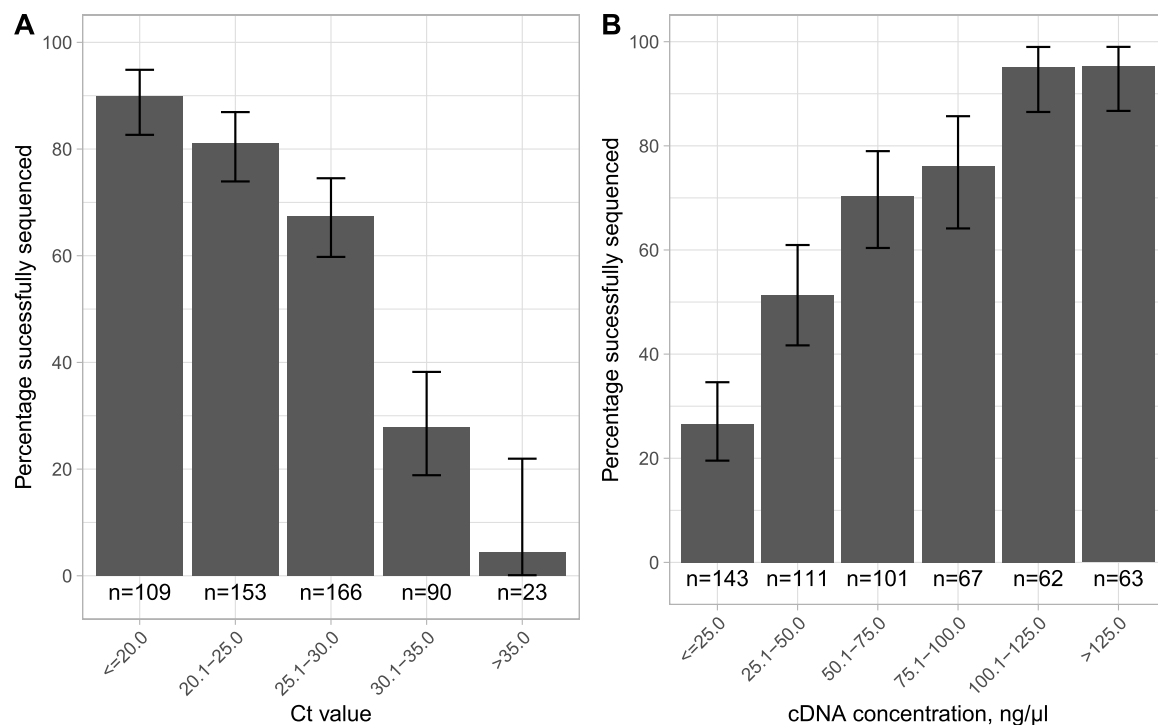 A
Percentage sucessfully sequenced
100
80
60
40
20
0
n=109 n=153 n=166 n=90 n=23
<=20.0 20.1−25.0 25.1−30.0 30.1−35.0 >35.0
Ct value
B
Percentage sucessfully sequenced
100
80
60
40
20
0
n=143 n=111 n=101 n=67 n=62 n=63
<=25.0 25.1−50.0 50.1−75.0 75.1−100.0 100.1−125.0 >125.0
cDNA concentration, ng/µl